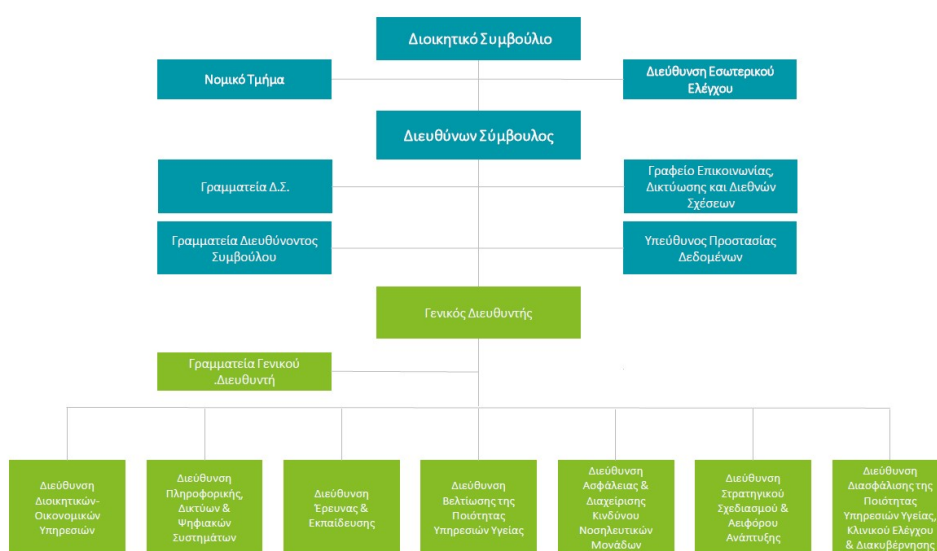 Διοικητικό Συμβούλιο
Νομικό Τμήμα
Διεύθυνση Εσωτερικού
Ελέγχου
Διευθύνων Σύμβουλος
Γραμματεία Δ.Σ.
Γραφείο Επικοινωνίας,
Δικτύωσης και Διεθνών
Σχέσεων
Γραμματεία Διευθύνοντος
Συμβούλου
Υπεύθυνος Προστασίας
Δεδομένων
Γενικός Διευθυντής
Γραμματεία Γενικού
.Διευθυντή
Διεύθυνση
Διοικητικών-
Οικονομικών
Υπηρεσιών
Διεύθυνση
Πληροφορικής,
Δικτύων &
Ψηφιακών
Συστημάτων
Διεύθυνση
Έρευνας &
Εκπαίδευσης
Διεύθυνση
Βελτίωσης της
Ποιότητας
Υπηρεσιών Υγείας
Διεύθυνση
Ασφάλειας &
Διαχείρισης
Κινδύνου
Νοσηλευτικών
Μονάδων
Διεύθυνση
Στρατηγικού
Σχεδιασμού &
Αειφόρου
Ανάπτυξης
Διεύθυνση
Διασφάλισης της
Ποιότητας
Υπηρεσιών Υγείας,
Κλινικού Ελέγχου
& Διακυβέρνησης